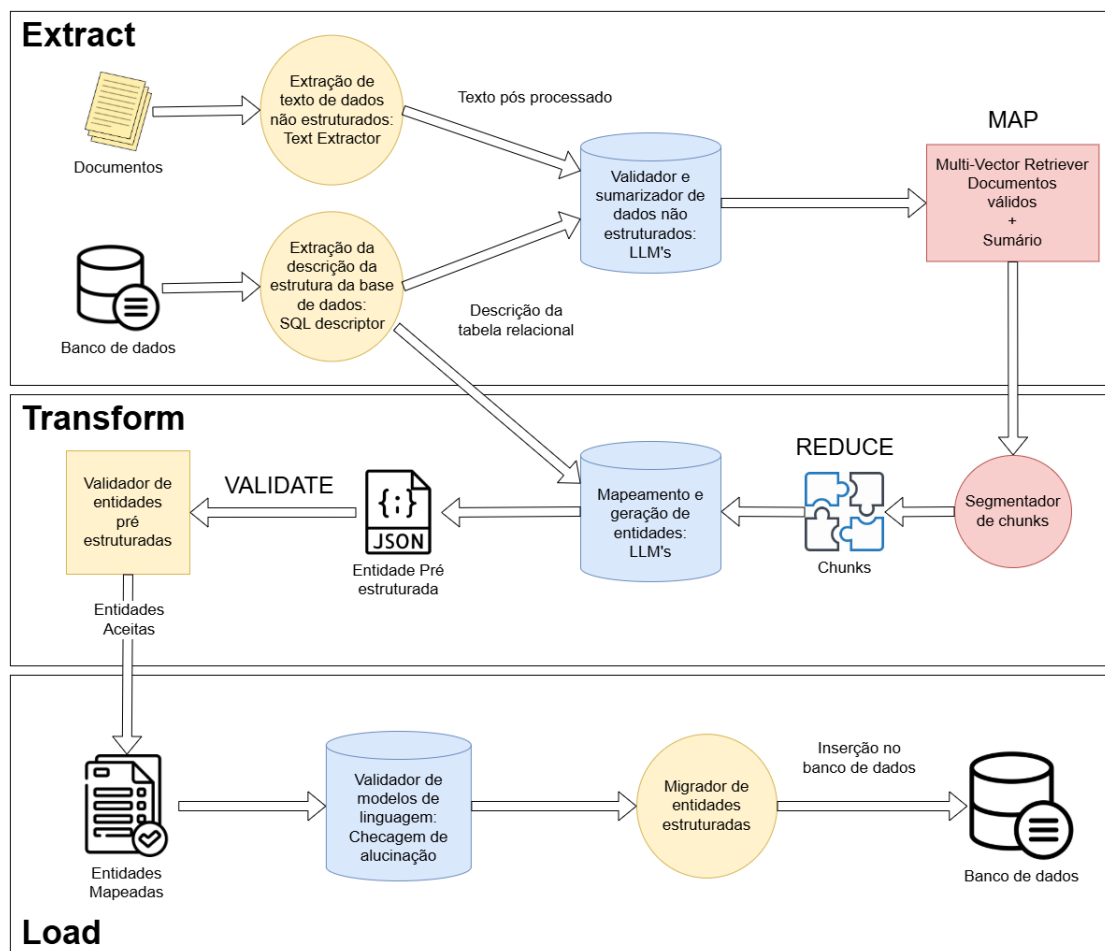 Extract
Documentos
Extração de
texto de dados
não estruturados:
Text Extractor
Texto pós processado
Banco de dados
Extração da
descrição da
estrutura da base
de dados:
SQL descriptor
Descrição da
tabela relacional
Validador e
sumarizador de
dados não
estruturados:
LLM's
MAP
Multi-Vector Retriever
Documentos
válidos
+
Sumário
Transform
Segmentador
de chunks
REDUCE
Chunks
Mapeamento e
geração de
entidades:
LLM's
{;}
JSON
Entidade Pré
estruturada
VALIDATE
Validador de
entidades
pré
estruturadas
Entidades
Aceitas
Entidades
Mapeadas
Validador de
modelos de
linguagem:
Checagem de
alucinação
Migrador de
entidades
estruturadas
Inserção no
banco de dados
Banco de dados
Load